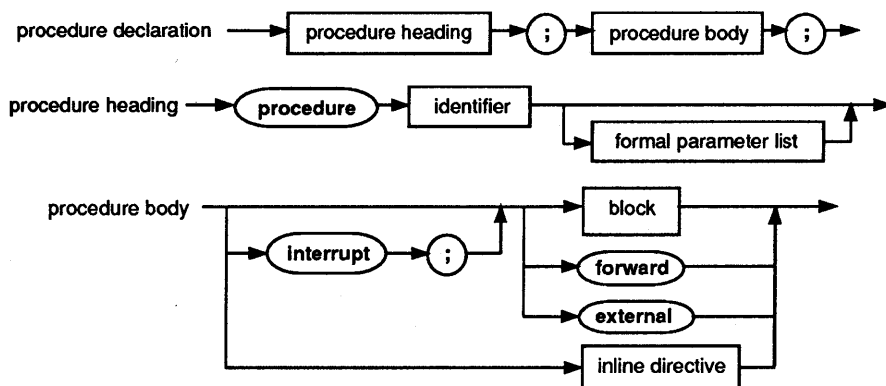 procedure declaration procedure heading ; procedure body ;
procedure heading procedure identifier
formal parameter list
procedure body block
interrupt ; forward
external
inline directive